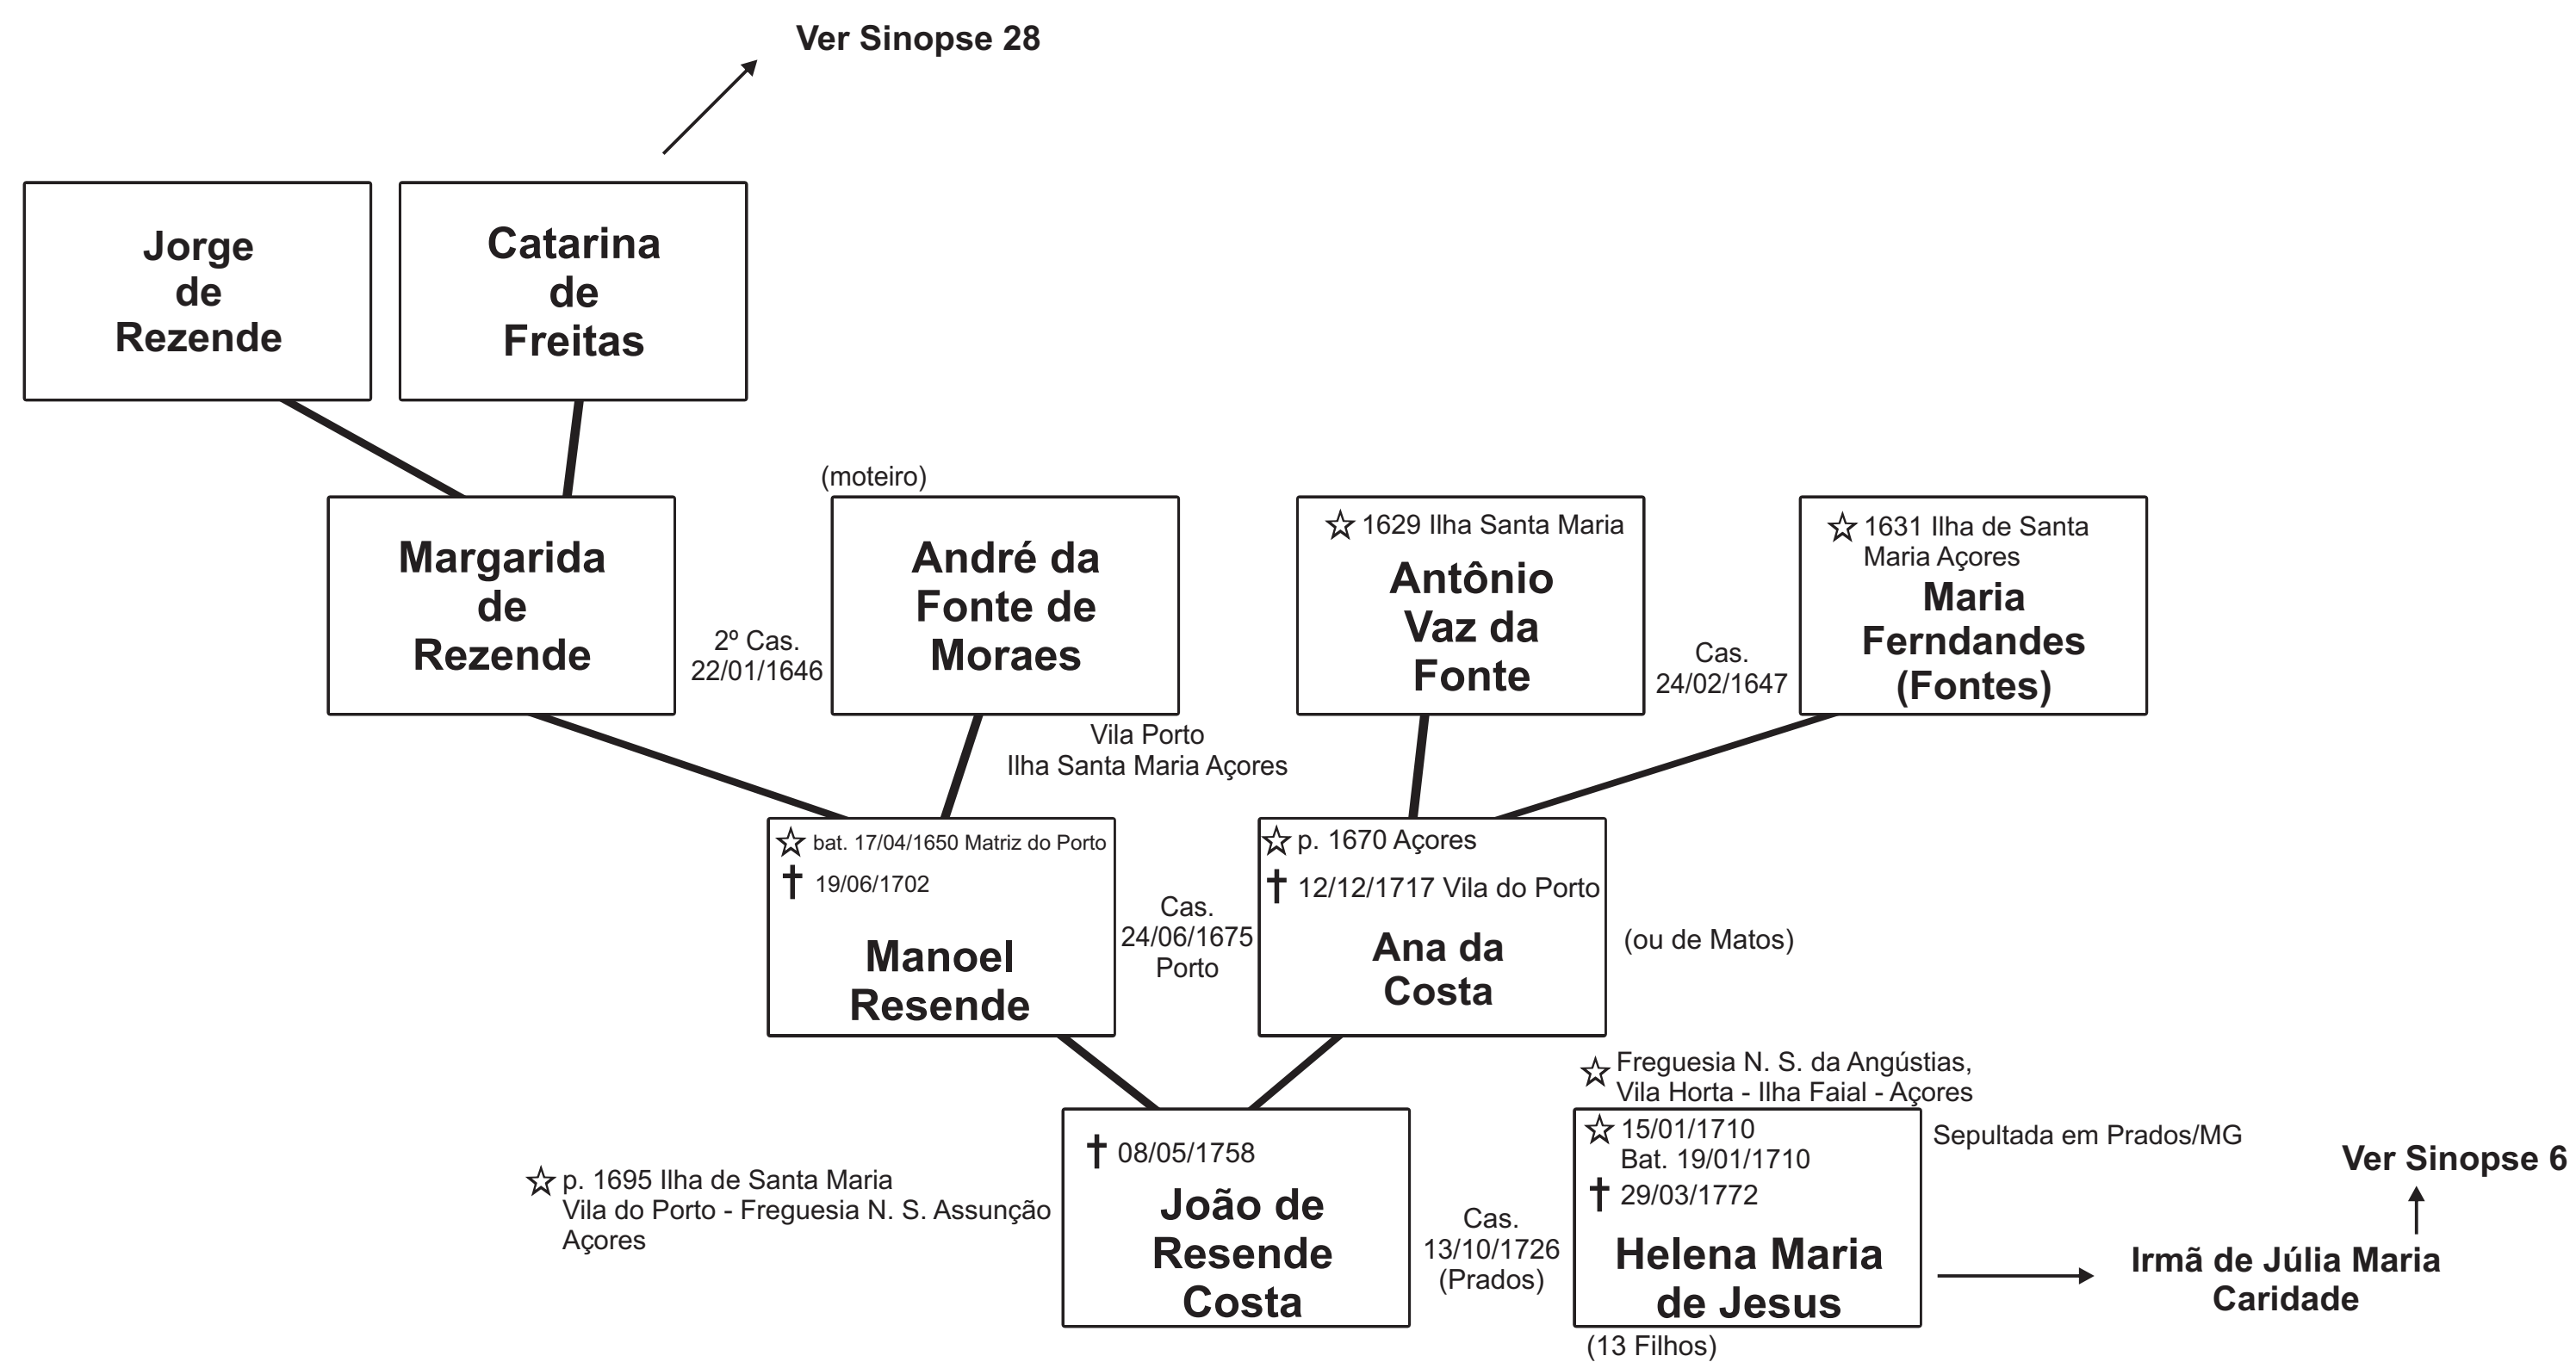 Ver Sinopse 28
Jorge
de
Rezende
Catarina
de
Freitas
Margarida
de
Rezende
2º Cas.
22/01/1646
(moteiro)
André da
Fonte de
Moraes
Vila Porto
Ilha Santa Maria Açores
☆ 1629 Ilha Santa Maria
Antônio
Vaz da
Fonte
Cas.
24/02/1647
☆ 1631 Ilha de Santa
Maria Açores
Maria
Ferndandes
(Fontes)
☆ bat. 17/04/1650 Matriz do Porto
✝ 19/06/1702
Manoel
Resende
Cas.
24/06/1675
Porto
☆ p. 1670 Açores
✝ 12/12/1717 Vila do Porto
Ana da
Costa
(ou de Matos)
☆ p. 1695 Ilha de Santa Maria
Vila do Porto - Freguesia N. S. Assunção
Açores
✝ 08/05/1758
João de
Resende
Costa
Cas.
13/10/1726
(Prados)
☆ Freguesia N. S. da Angústias,
Vila Horta - Ilha Faial - Açores
☆ 15/01/1710
Bat. 19/01/1710
✝ 29/03/1772
Helena Maria
de Jesus
(13 Filhos)
Sepultada em Prados/MG
Ver Sinopse 6
Irmã de Júlia Maria
Caridade